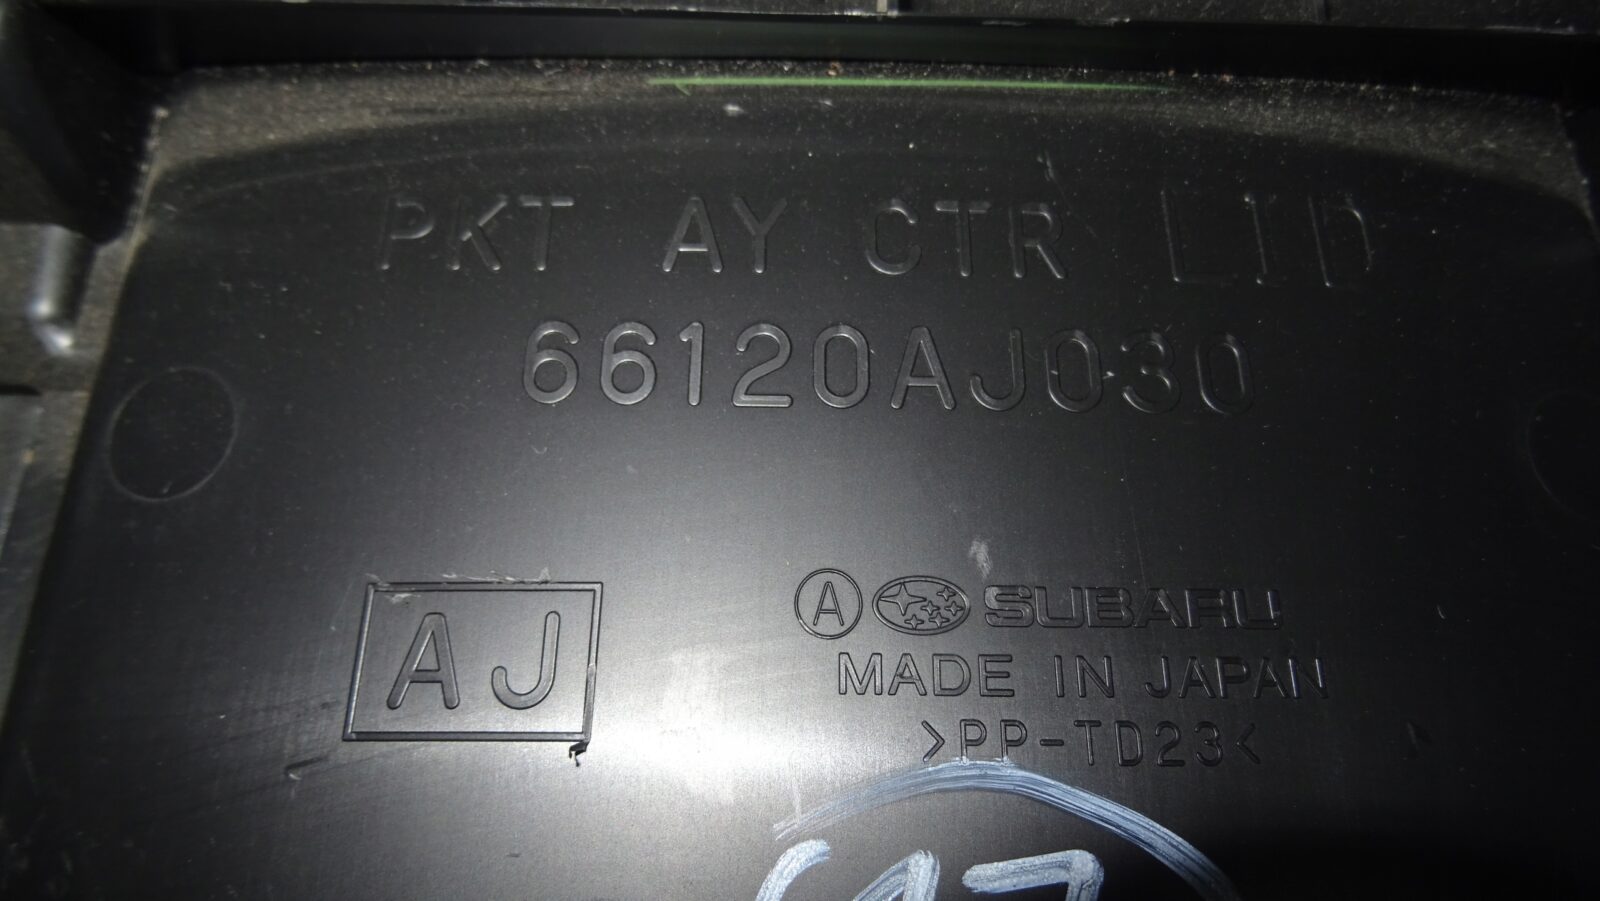 PKT AY CTR LID
66120AJ030
AJ
A SUBARU
MADE IN JAPAN
>PP-TD23<